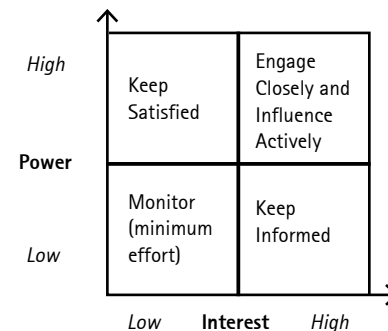 High
Keep
Satisfied
Engage
Closely and
Influence
Actively
Power
Monitor
(minimum
effort)
Keep
Informed
Low
Low Interest High